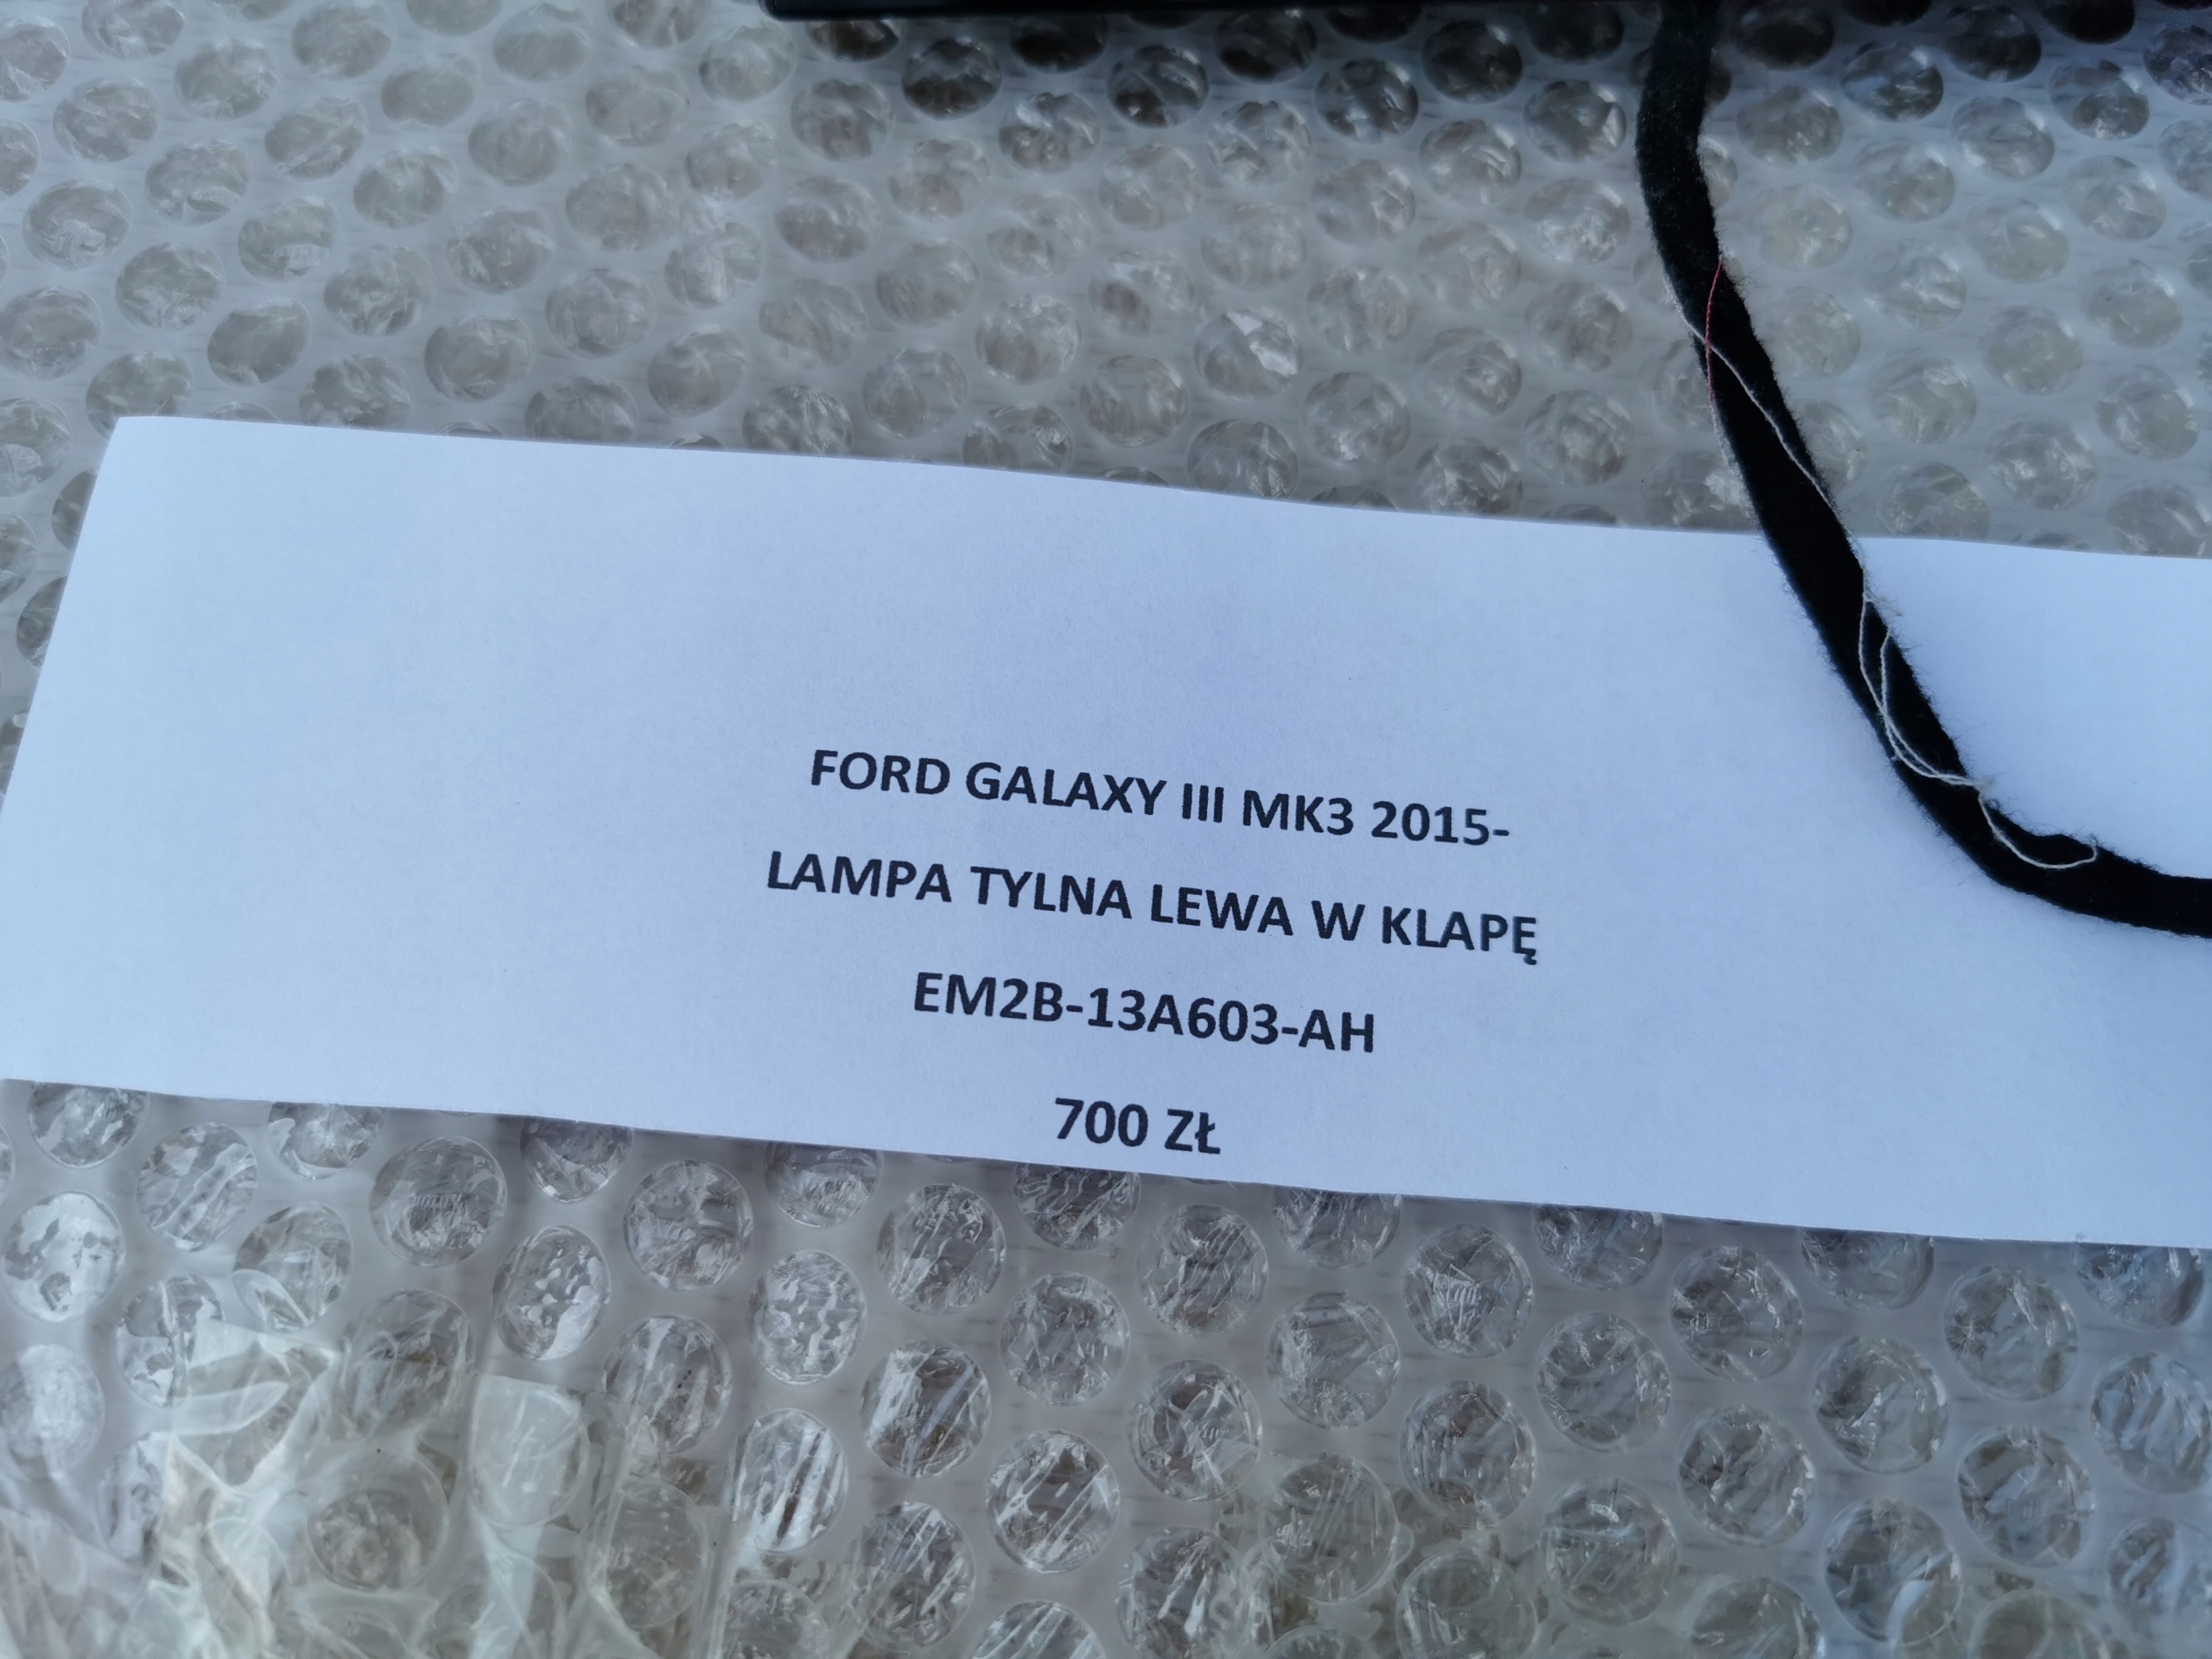 FORD GALAXY III MK3 2015-
LAMPA TYLNA LEWA W KLAPĘ
EM2B-13A603-AH
700 ZŁ